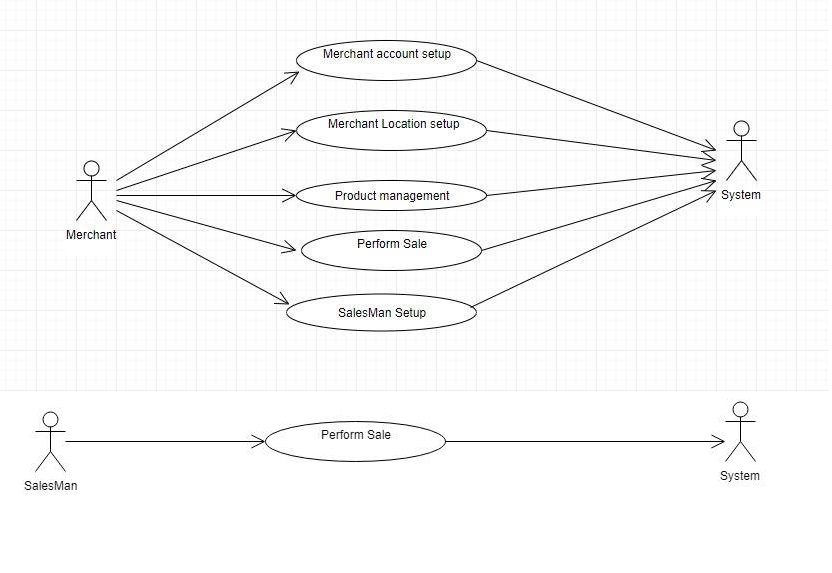 Merchant account setup
Merchant Location setup
Product management
Perform Sale
SalesMan Setup
Merchant
System
Perform Sale
SalesMan
System